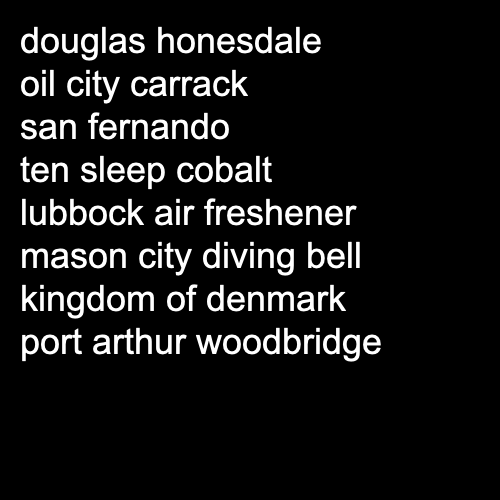 douglas honesdale
oil city carrack
san fernando
ten sleep cobalt
lubbock air freshener
mason city diving bell
kingdom of denmark
port arthur woodbridge